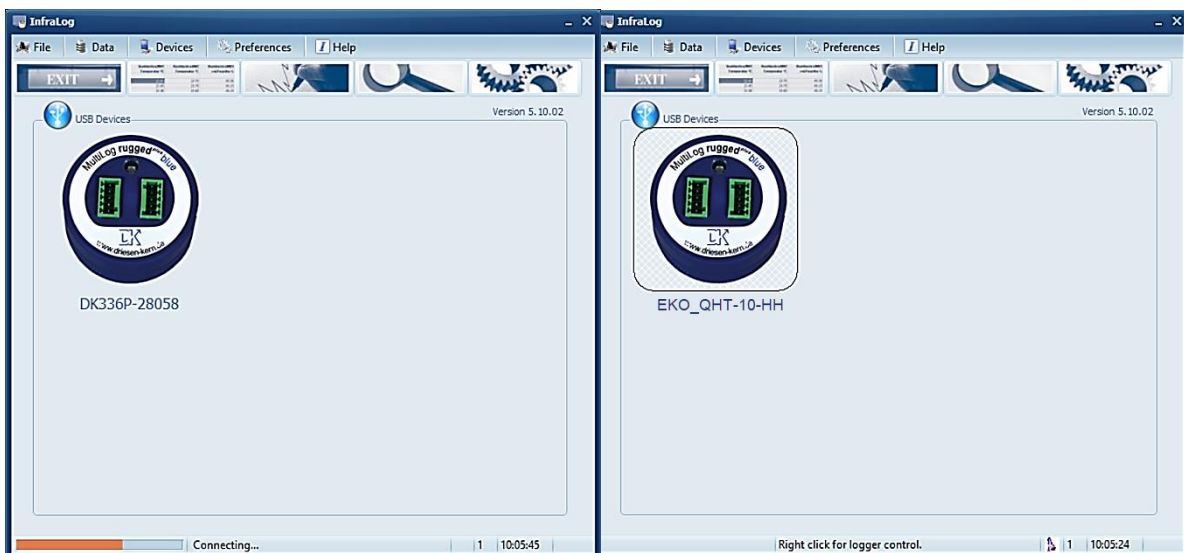 InfraLog
File Data Devices Preferences Help
EXIT
Version 5.10.02
USB Devices
MultiLog rugged plus blue
www.driesen-kern.de
DK336P-28058
Connecting...
1 10:05:45
InfraLog
File Data Devices Preferences Help
EXIT
Version 5.10.02
USB Devices
MultiLog rugged plus blue
www.driesen-kern.de
EKO_QHT-10-HH
Right click for logger control.
1 10:05:24